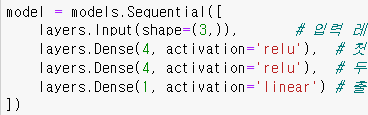 model = models.Sequential([
    layers.Input(shape=(3,)),        # 입력 레
    layers.Dense(4, activation='relu'),  # 첫
    layers.Dense(4, activation='relu'),  # 두
    layers.Dense(1, activation='linear') # 출
])